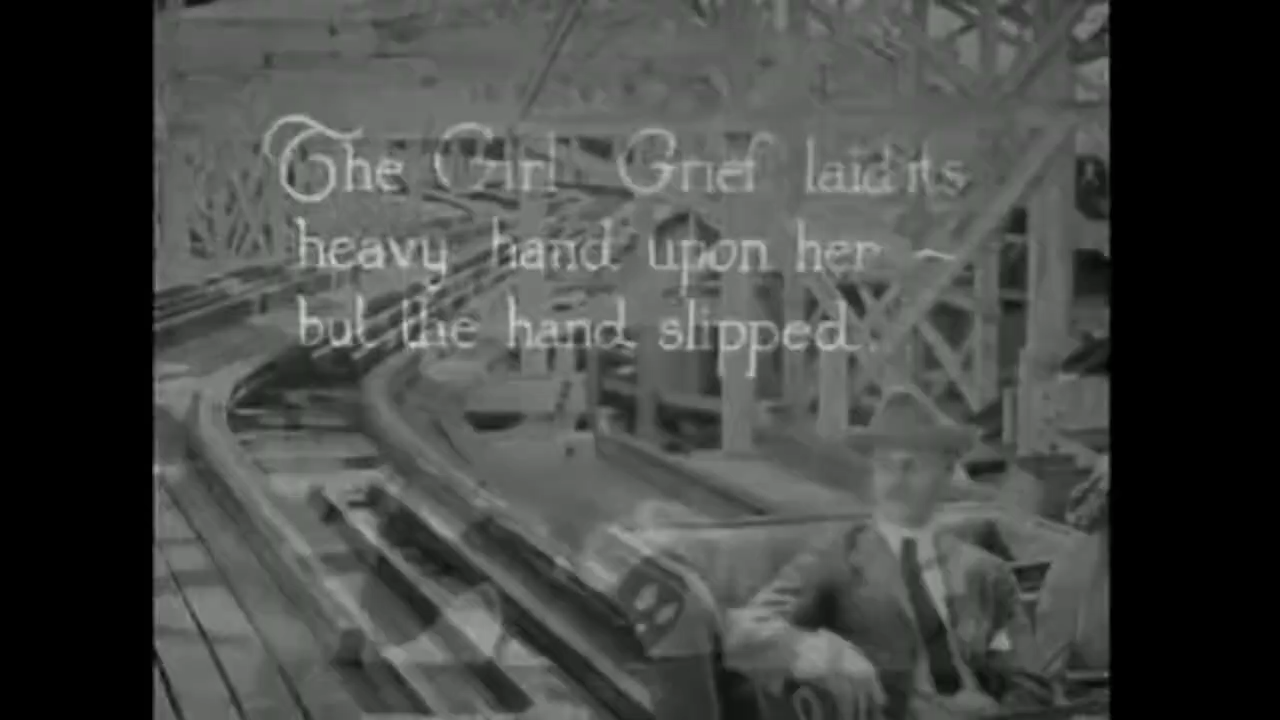 The Girl Grief laid its
heavy hand upon her ~
but the hand slipped.